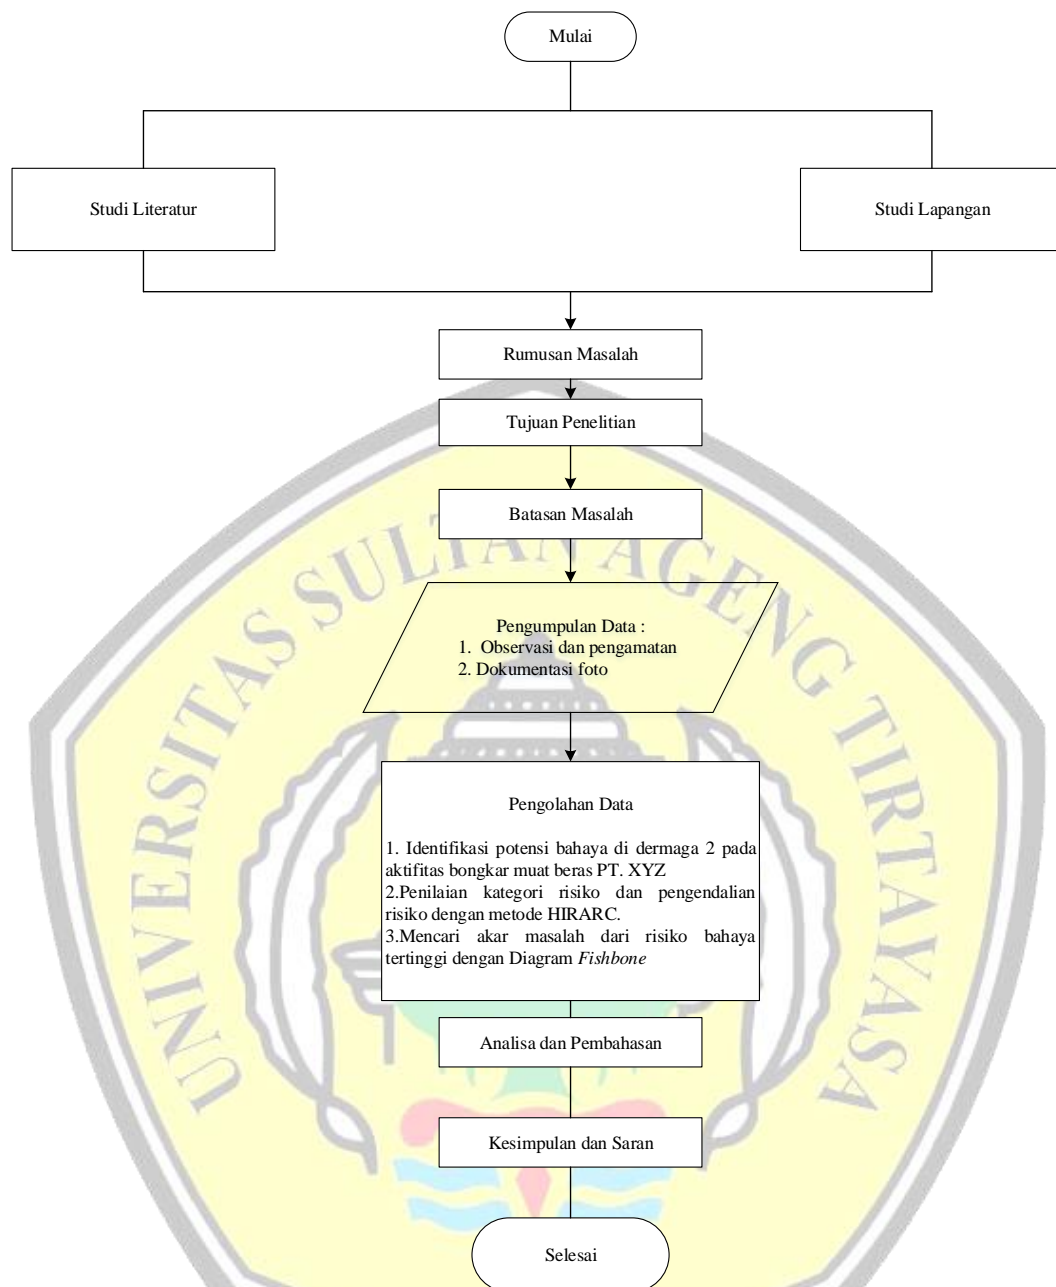 Mulai
Studi Literatur
Studi Lapangan
Rumusan Masalah
Tujuan Penelitian
Batasan Masalah
Pengumpulan Data :
1. Observasi dan pengamatan
2. Dokumentasi foto
Pengolahan Data
1. Identifikasi potensi bahaya di dermaga 2 pada
aktifitas bongkar muat beras PT. XYZ
2.Penilaian kategori risiko dan pengendalian
risiko dengan metode HIRARC.
3.Mencari akar masalah dari risiko bahaya
tertinggi dengan Diagram Fishbone
Analisa dan Pembahasan
Kesimpulan dan Saran
Selesai
UNIVERSITAS SULTAN AGENG TIRTAYASA